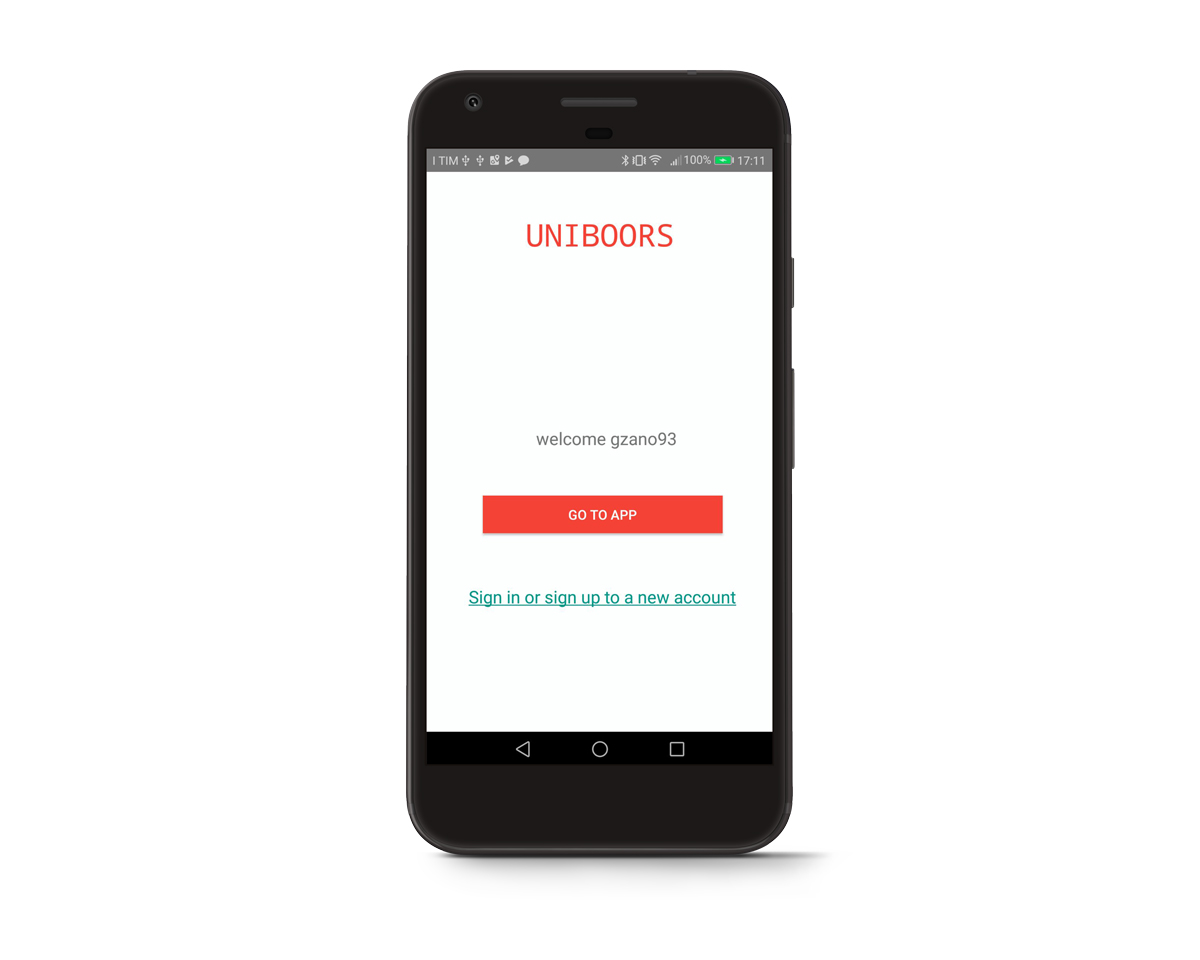 I TIM 100% 17:11
UNIBOORS
welcome gzano93
GO TO APP
Sign in or sign up to a new account